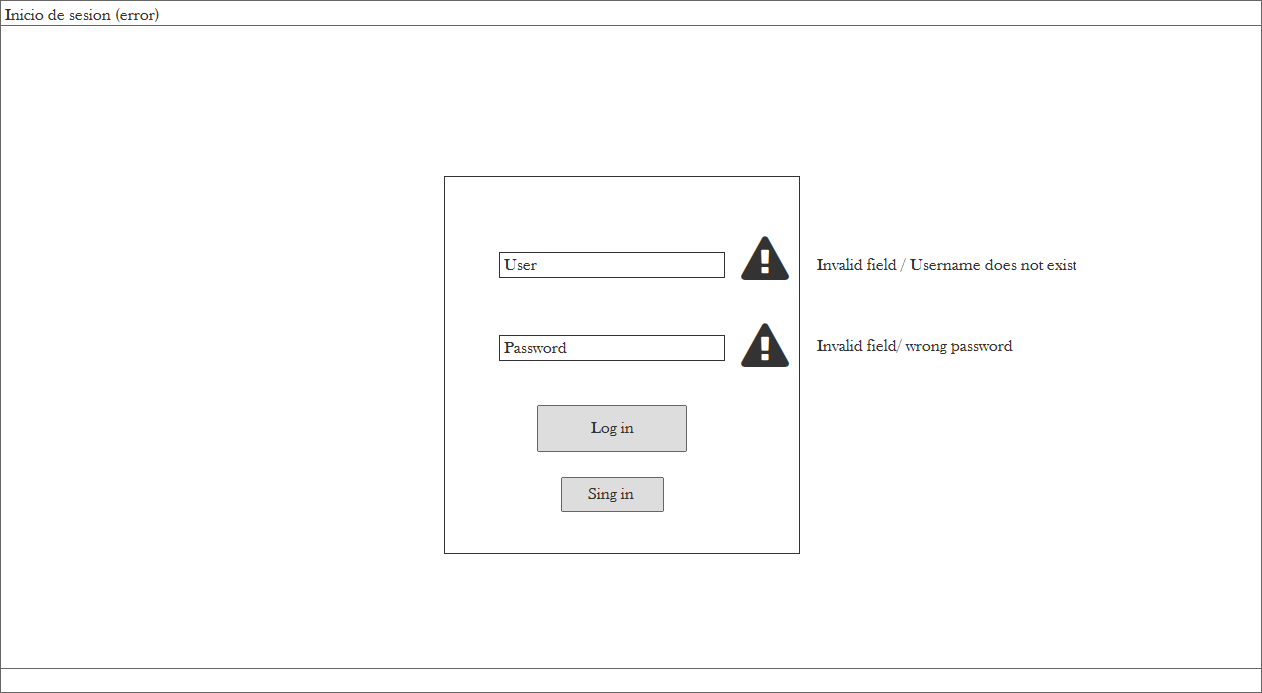 Inicio de sesion (error)
User
Invalid field / Username does not exist
Password
Invalid field/ wrong password
Log in
Sing in